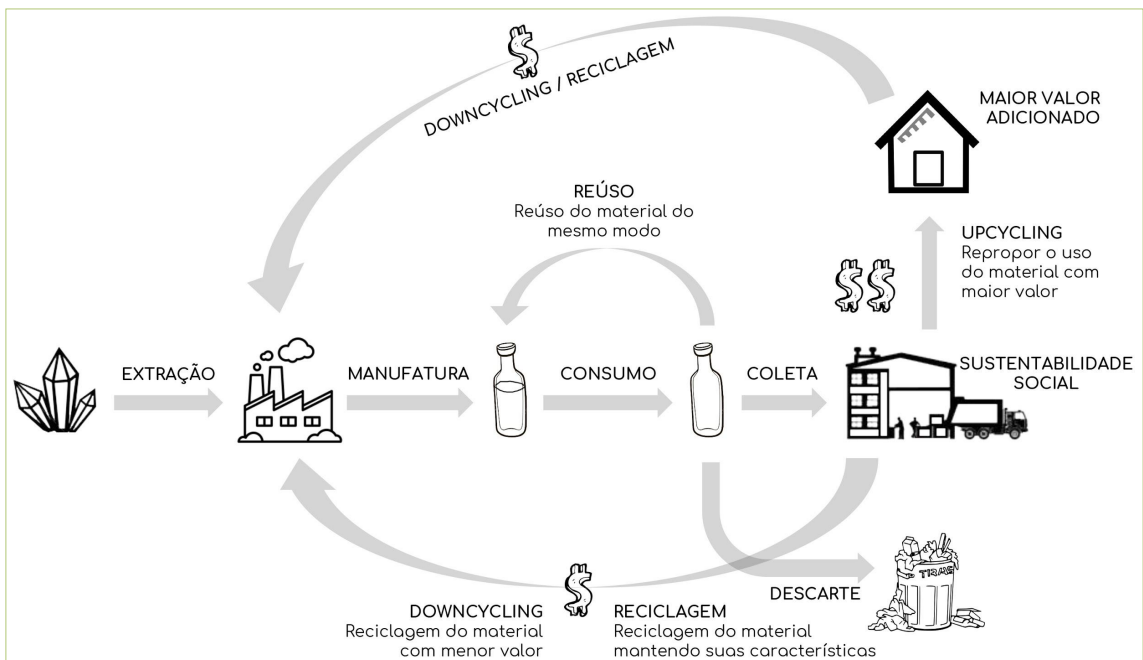 DOWNCYCLING / RECICLAGEM
MAIOR VALOR
ADICIONADO
REÚSO
Reúso do material do
mesmo modo
UPCYCLING
Repropor o uso
do material com
maior valor
EXTRAÇÃO
MANUFATURA
CONSUMO
COLETA
SUSTENTABILIDADE
SOCIAL
DESCARTE
DOWNCYCLING
Reciclagem do material
com menor valor
RECICLAGEM
Reciclagem do material
mantendo suas características